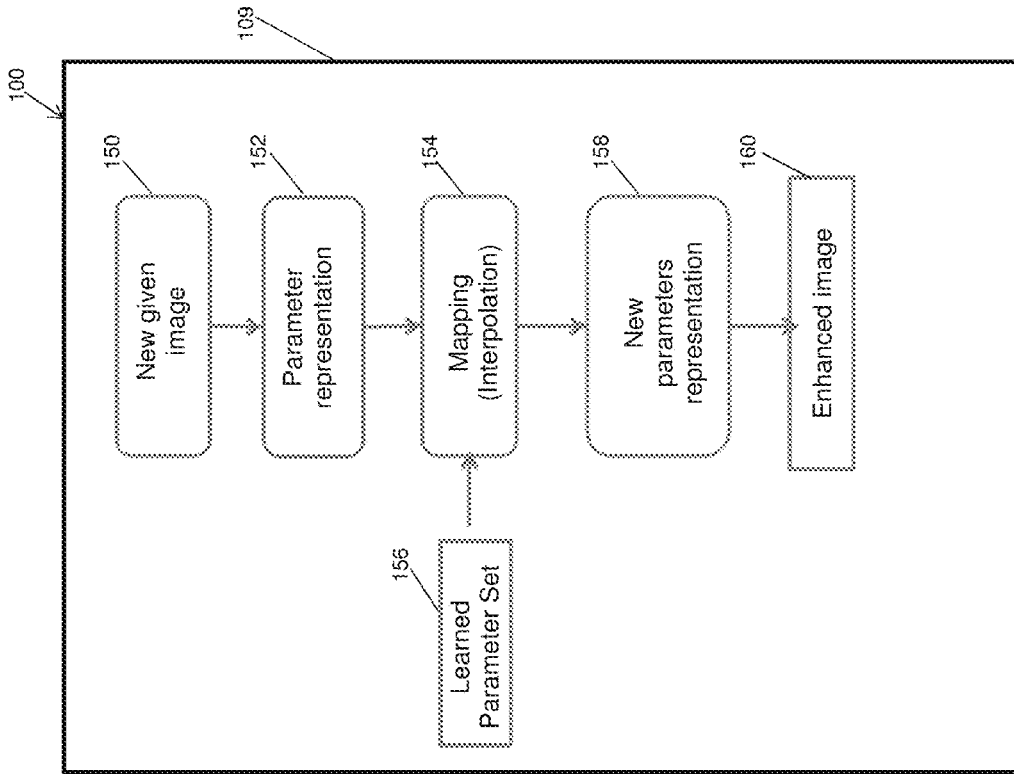 100
109
150
New given
image
152
Parameter
representation
154
Mapping
(Interpolation)
156
Learned
Parameter Set
158
New
parameters
representation
160
Enhanced image